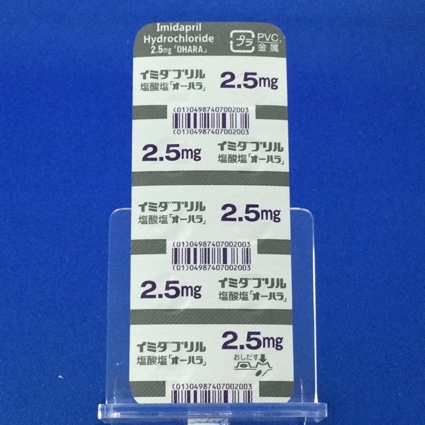 Imidapril
Hydrochloride
2.5mg「OHARA」
プラ
PVC,
金属
イミダプリル
塩酸塩「オーハラ」
2.5mg
(01)04987407002003
2.5mg
イミダプリル
塩酸塩「オーハラ」
イミダプリル
塩酸塩「オーハラ」
2.5mg
(01)04987407002003
2.5mg
イミダプリル
塩酸塩「オーハラ」
イミダプリル
塩酸塩「オーハラ」
2.5mg
おしだす
(01)04987407002003